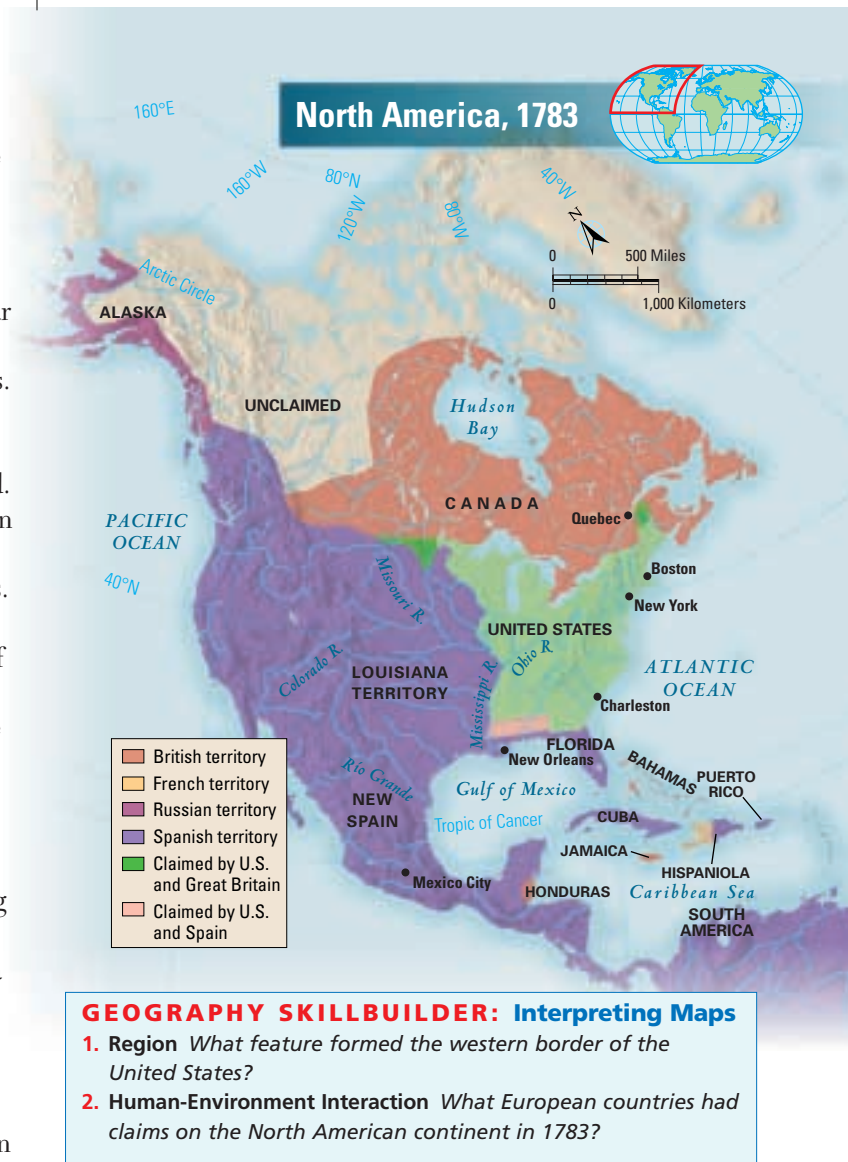 North America, 1783
160°E
160°W
80°N
120°W
80°W
40°W
N
0 500 Miles
0 1,000 Kilometers
Arctic Circle
ALASKA
UNCLAIMED
Hudson
Bay
CANADA
Quebec
PACIFIC
OCEAN
40°N
Boston
New York
Missouri R.
UNITED STATES
Ohio R.
Colorado R.
LOUISIANA
TERRITORY
Mississippi R.
ATLANTIC
OCEAN
Charleston
FLORIDA
New Orleans
BAHAMAS
PUERTO
RICO
Río Grande
NEW
SPAIN
Gulf of Mexico
Tropic of Cancer
CUBA
JAMAICA
HISPANIOLA
Mexico City
HONDURAS
Caribbean Sea
SOUTH
AMERICA
British territory
French territory
Russian territory
Spanish territory
Claimed by U.S.
and Great Britain
Claimed by U.S.
and Spain
GEOGRAPHY SKILLBUILDER: Interpreting Maps
1. Region What feature formed the western border of the
United States?
2. Human-Environment Interaction What European countries had
claims on the North American continent in 1783?